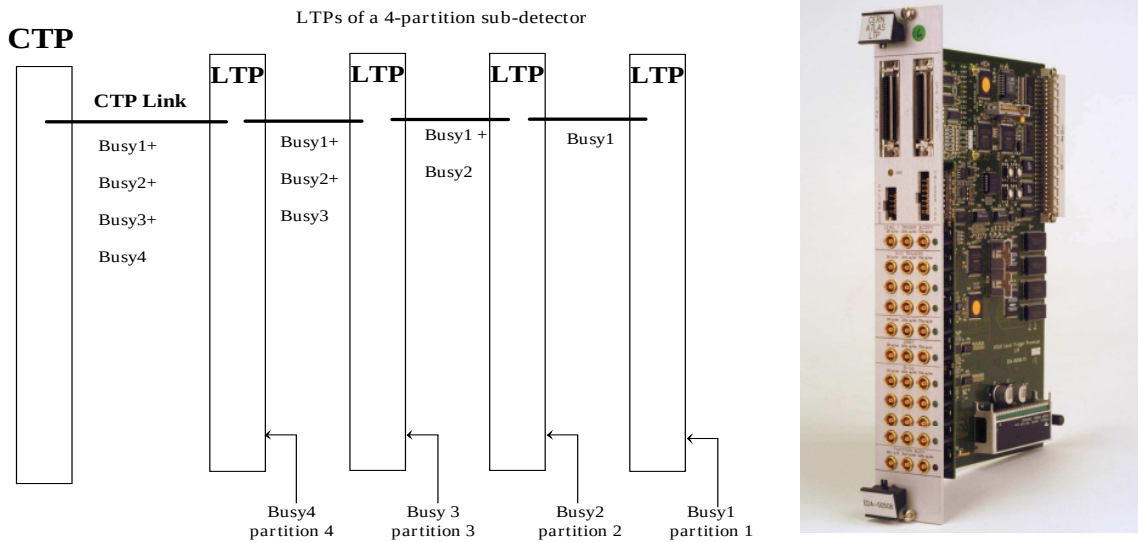 LTPs of a 4-partition sub-detector
CTP
LTP
LTP
LTP
LTP
CTP Link
Busy1+
Busy2+
Busy3+
Busy4
Busy1+
Busy2+
Busy3
Busy1 +
Busy2
Busy1
Busy4
partition 4
Busy 3
partition 3
Busy2
partition 2
Busy1
partition 1
CERN
ATLAS
LTP
6